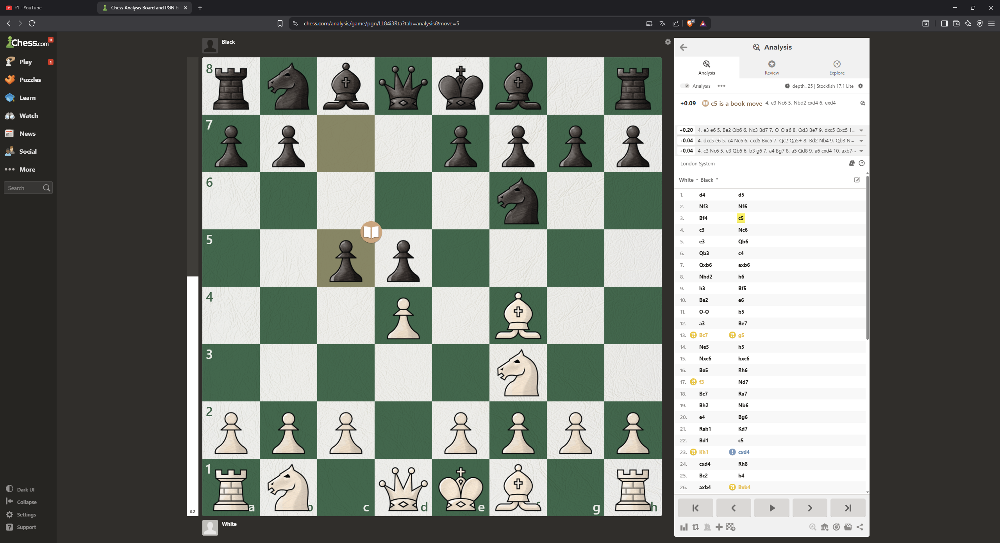 f1 - YouTube
Chess Analysis Board and PGN E
chess.com/analysis/game/pgn/LL84i3Rta?tab=analysis&move=5
4
Chess.com
11
Play
1
Puzzles
Learn
Watch
News
Social
More
Search
Dark UI
Collapse
Settings
Support
Black
8
7
6
5
4
3
2
1
a
b
c
d
e
f
g
h
0.2
White
Analysis
Analysis
Review
Explore
Analysis
depth=25 | Stockfish 17.1 Lite
+0.09 c5 is a book move 4. e3 Nc6 5. Nbd2 cxd4 6. exd4
+0.20 4. e3 e6 5. Be2 Qb6 6. Nc3 Bd7 7. O-O a6 8. Qd3 Be7 9. dxc5 Qxc5 1...
+0.04 4. dxc5 e6 5. c4 Nc6 6. cxd5 Bxc5 7. Qc2 Qa5+ 8. Bd2 Nb4 9. Qb3 N...
+0.04 4. c3 Nc6 5. e3 Qb6 6. b3 g6 7. a4 Bg7 8. a5 Qd8 9. a6 cxd4 10. axb7...
London System
White - Black *
1. d4 d5
2. Nf3 Nf6
3. Bf4 c5
4. c3 Nc6
5. e3 Qb6
6. Qb3 c4
7. Qxb6 axb6
8. Nbd2 h6
9. h3 Bf5
10. Be2 e6
11. O-O b5
12. a3 Be7
13. ?! Bc7 ?! g5
14. Ne5 h5
15. Nxc6 bxc6
16. Be5 Rh6
17. ?! f3 Nd7
18. Bc7 Ra7
19. Bh2 Nb6
20. e4 Bg6
21. Rab1 Kd7
22. Bd1 c5
23. ?! Kh1 ! cxd4
24. cxd4 Rh8
25. Bc2 b4
26. axb4 ?! Bxb4